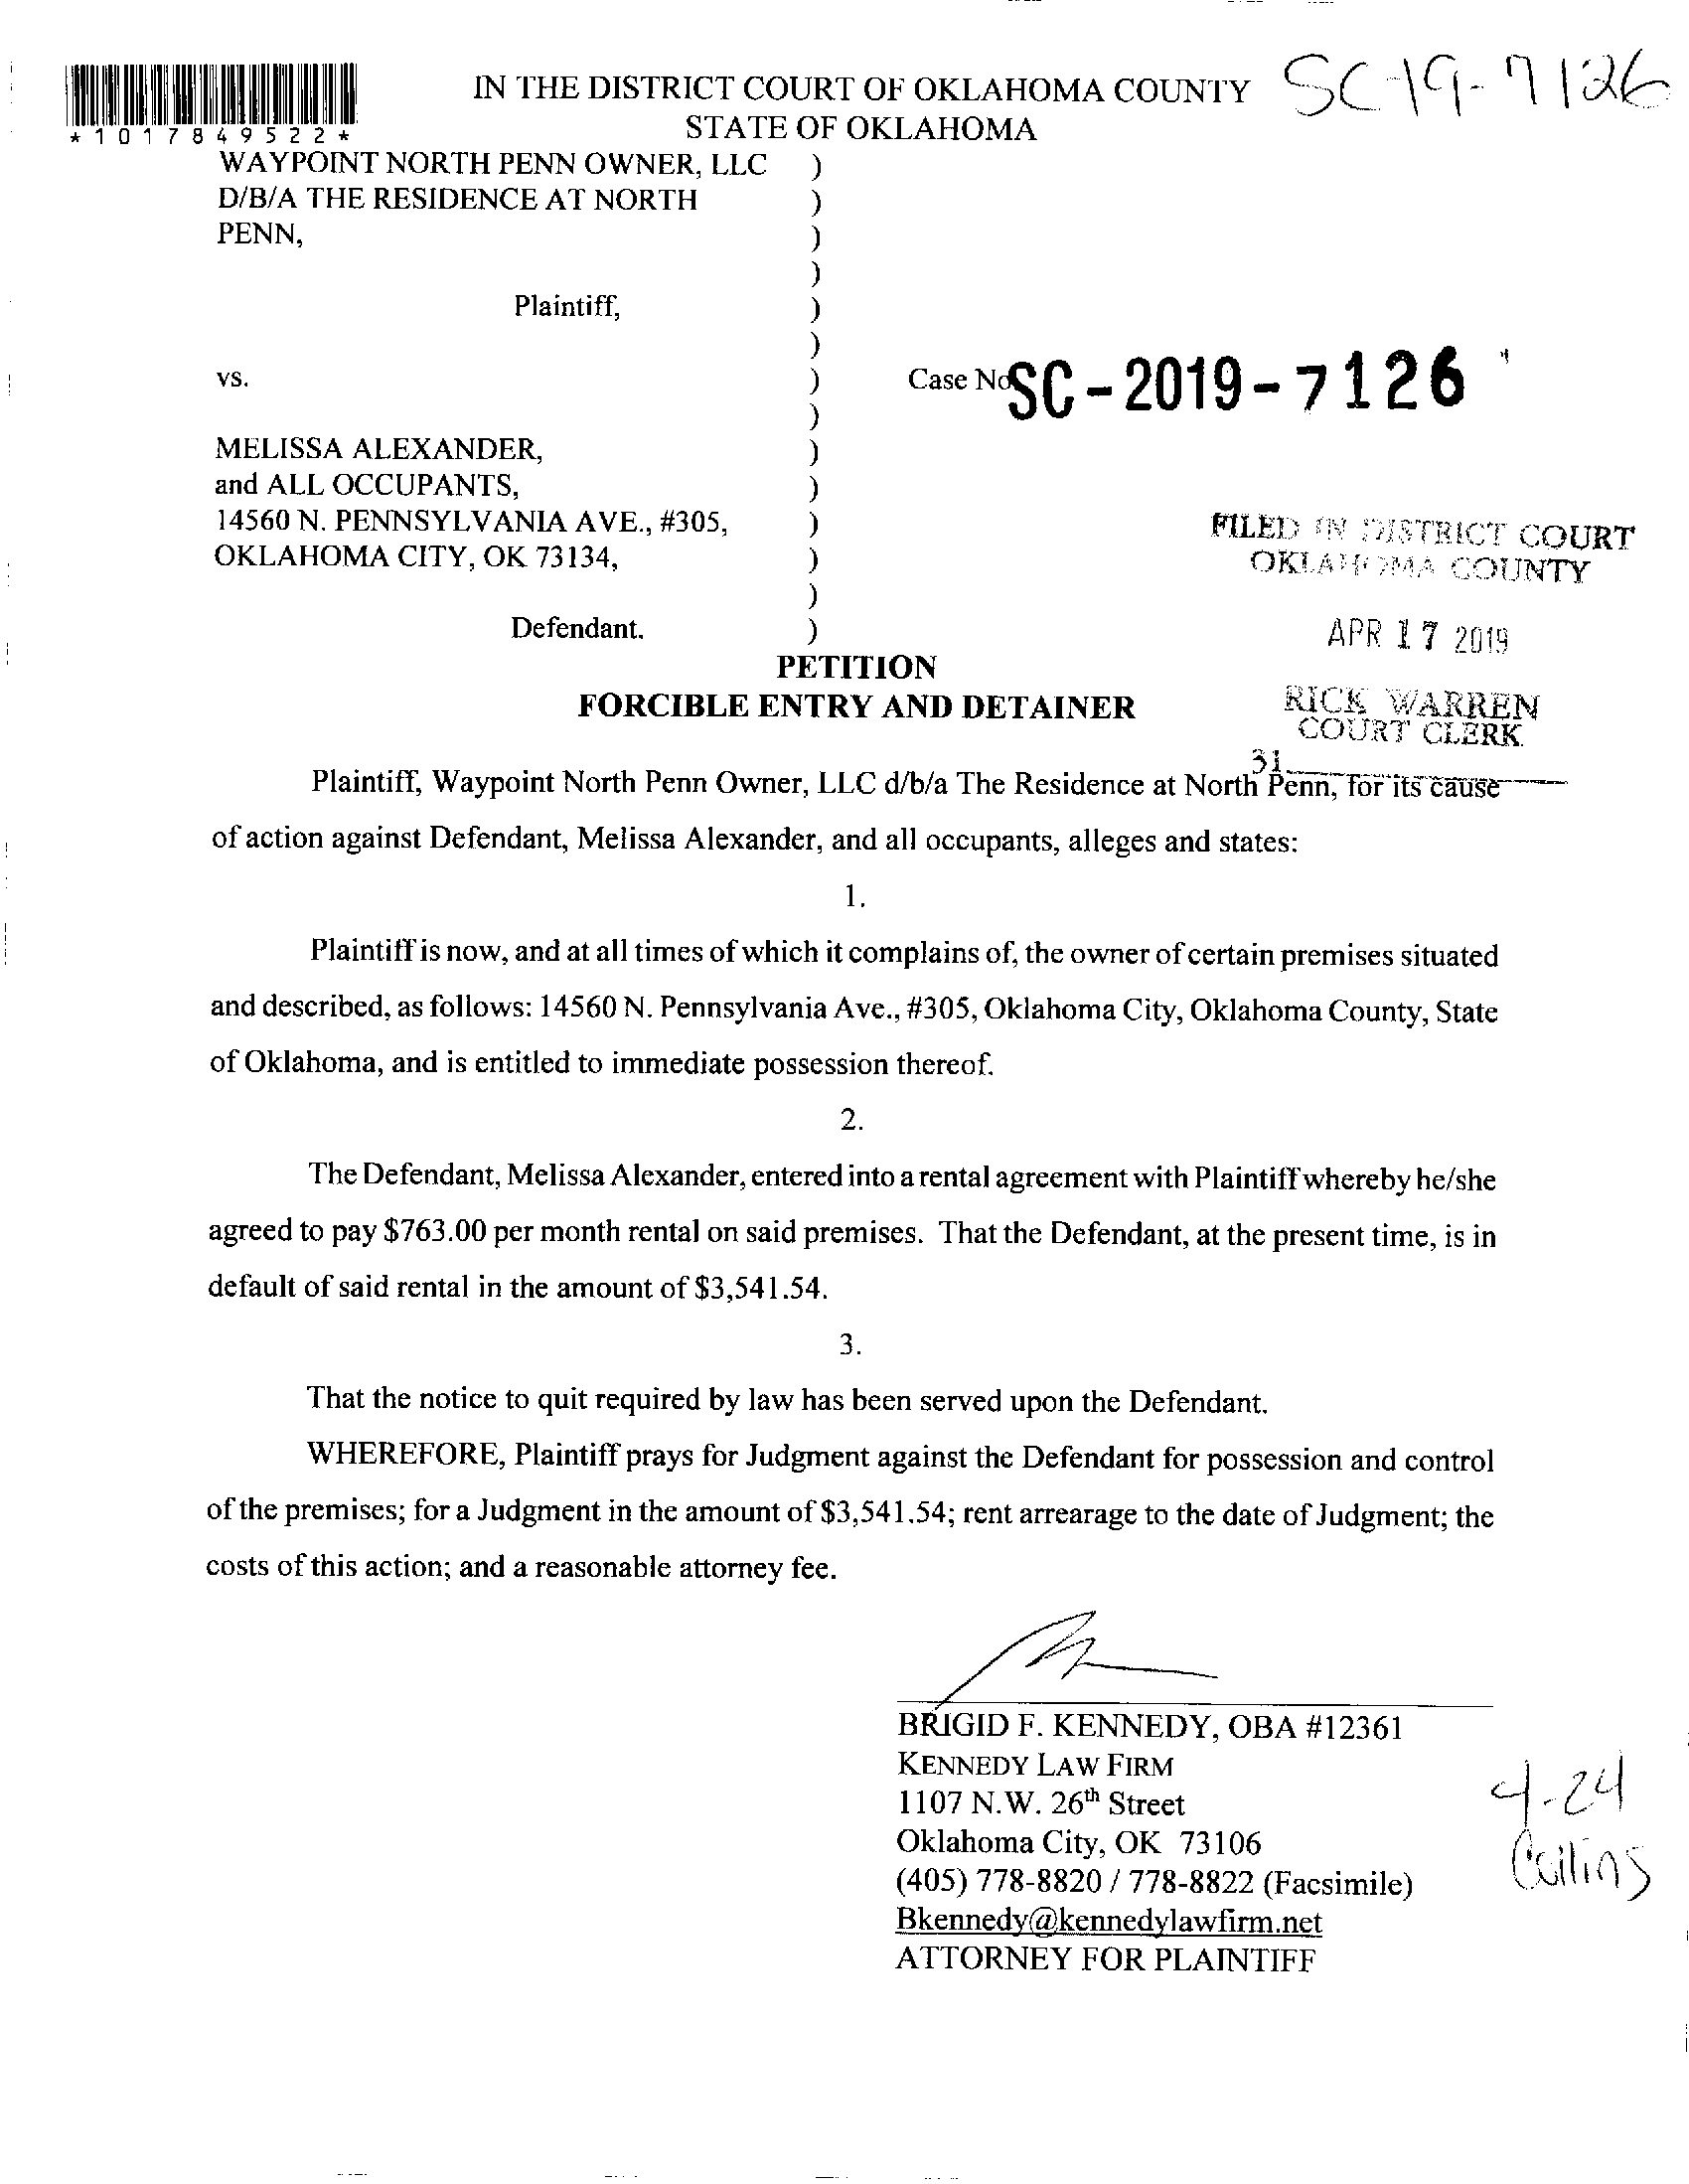 SC-19-7126
IN THE DISTRICT COURT OF OKLAHOMA COUNTY
STATE OF OKLAHOMA
*1017849522*
WAYPOINT NORTH PENN OWNER, LLC )
D/B/A THE RESIDENCE AT NORTH )
PENN, )
)
Plaintiff, )
)
vs. ) Case No SC-2019-7126
)
MELISSA ALEXANDER, )
and ALL OCCUPANTS, )
14560 N. PENNSYLVANIA AVE., #305, )
OKLAHOMA CITY, OK 73134, )
)
Defendant. )
FILED IN DISTRICT COURT
OKLAHOMA COUNTY
APR 17 2019
RICK WARREN
COURT CLERK
31
PETITION
FORCIBLE ENTRY AND DETAINER
Plaintiff, Waypoint North Penn Owner, LLC d/b/a The Residence at North Penn, for its cause
of action against Defendant, Melissa Alexander, and all occupants, alleges and states:
1.
Plaintiff is now, and at all times of which it complains of, the owner of certain premises situated
and described, as follows: 14560 N. Pennsylvania Ave., #305, Oklahoma City, Oklahoma County, State
of Oklahoma, and is entitled to immediate possession thereof.
2.
The Defendant, Melissa Alexander, entered into a rental agreement with Plaintiff whereby he/she
agreed to pay $763.00 per month rental on said premises. That the Defendant, at the present time, is in
default of said rental in the amount of $3,541.54.
3.
That the notice to quit required by law has been served upon the Defendant.
WHEREFORE, Plaintiff prays for Judgment against the Defendant for possession and control
of the premises; for a Judgment in the amount of $3,541.54; rent arrearage to the date of Judgment; the
costs of this action; and a reasonable attorney fee.
BRIGID F. KENNEDY, OBA #12361
KENNEDY LAW FIRM
1107 N.W. 26th Street
Oklahoma City, OK 73106
(405) 778-8820 / 778-8822 (Facsimile)
Bkennedy@kennedylawfirm.net
ATTORNEY FOR PLAINTIFF
4-24
Collins